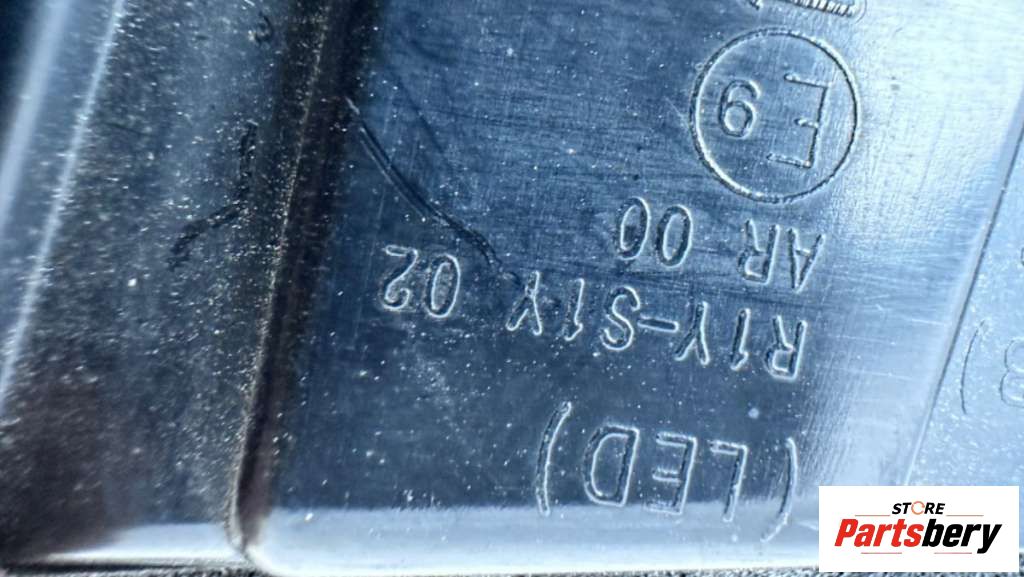 E9
AR 00
R1Y-S1Y 02
(LED)
STORE
Partsbery